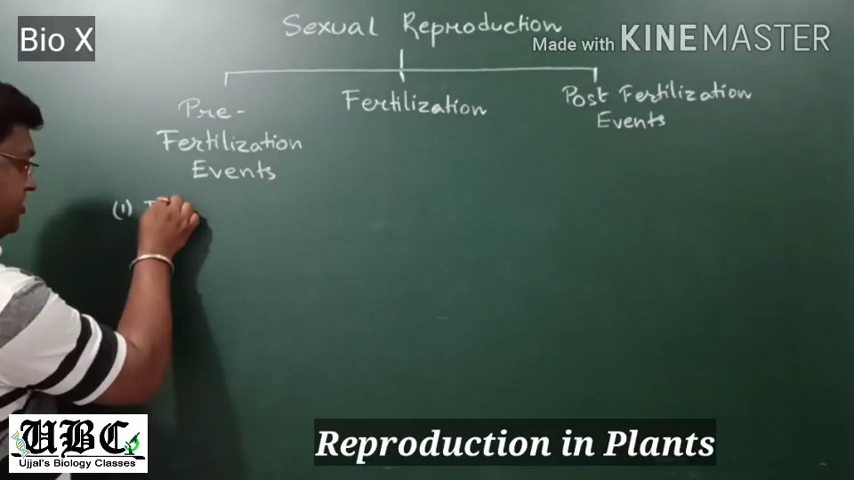 Bio X
Sexual Reproduction
Made with KINEMASTER
Pre-
Fertilization
Events
Fertilization
Post Fertilization
Events
(1)
UBC
Ujjal's Biology Classes
Reproduction in Plants